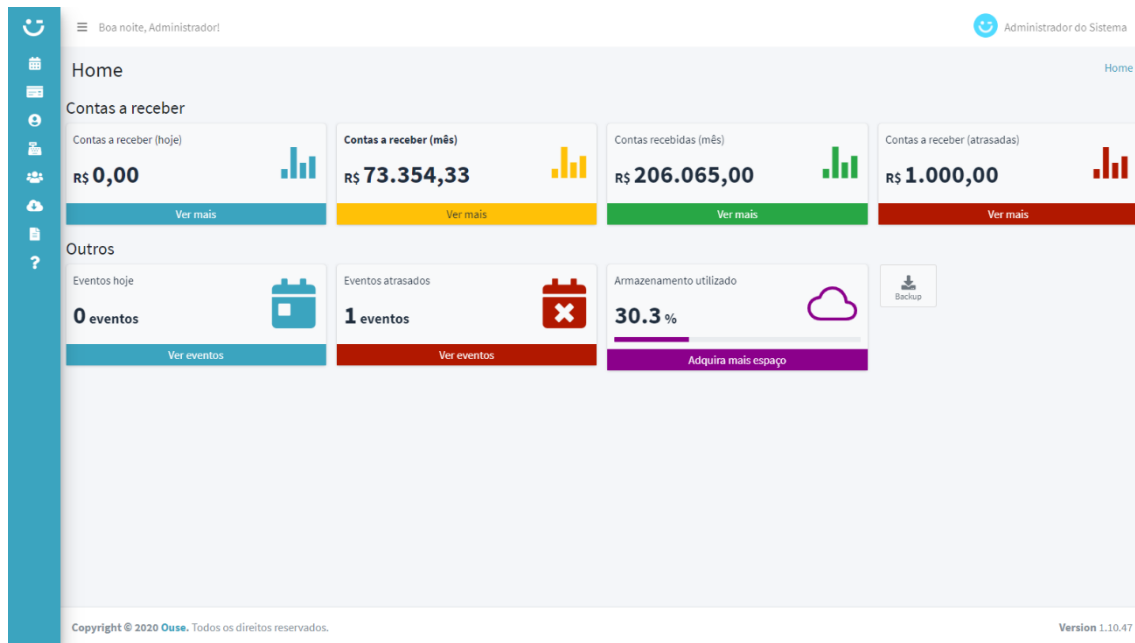 Boa noite, Administrador!
Administrador do Sistema
Home
Home
Contas a receber
Contas a receber (hoje)
R$ 0,00
Ver mais
Contas a receber (mês)
R$ 73.354,33
Ver mais
Contas recebidas (mês)
R$ 206.065,00
Ver mais
Contas a receber (atrasadas)
R$ 1.000,00
Ver mais
Outros
Eventos hoje
0 eventos
Ver eventos
Eventos atrasados
1 eventos
Ver eventos
Armazenamento utilizado
30.3 %
Adquira mais espaço
Backup
Copyright © 2020 Ouse. Todos os direitos reservados.
Version 1.10.47